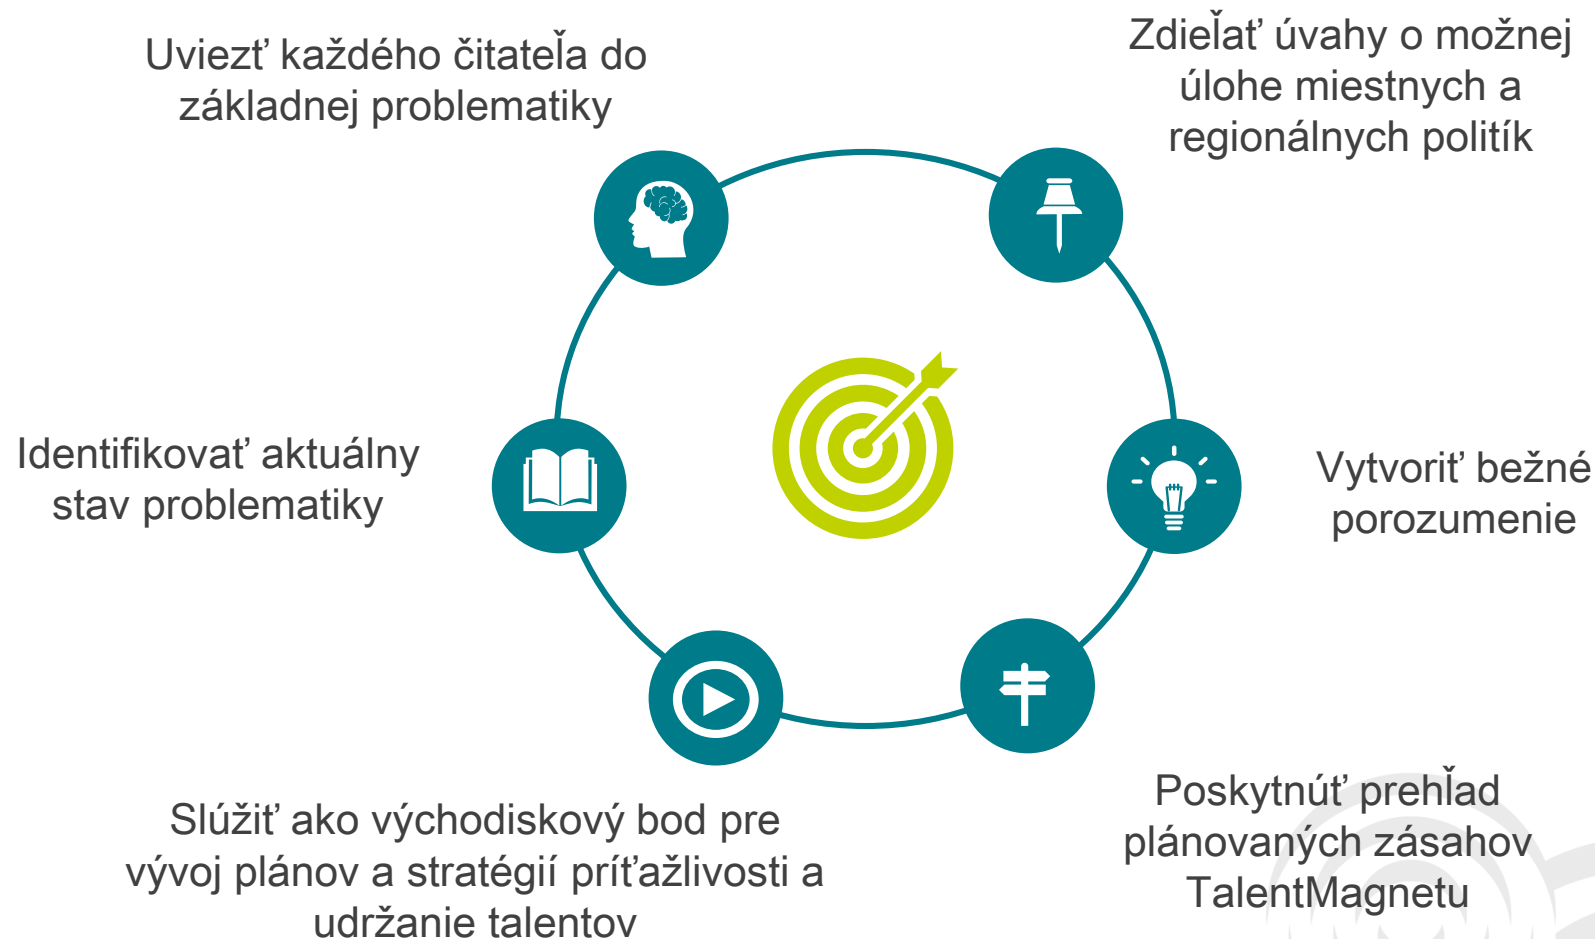 Uviezť každého čitateľa do
základnej problematiky
Zdieľať úvahy o možnej
úlohe miestnych a
regionálnych politík
Identifikovať aktuálny
stav problematiky
Vytvoriť bežné
porozumenie
Slúžiť ako východiskový bod pre
vývoj plánov a stratégií príťažlivosti a
udržanie talentov
Poskytnúť prehľad
plánovaných zásahov
TalentMagnetu